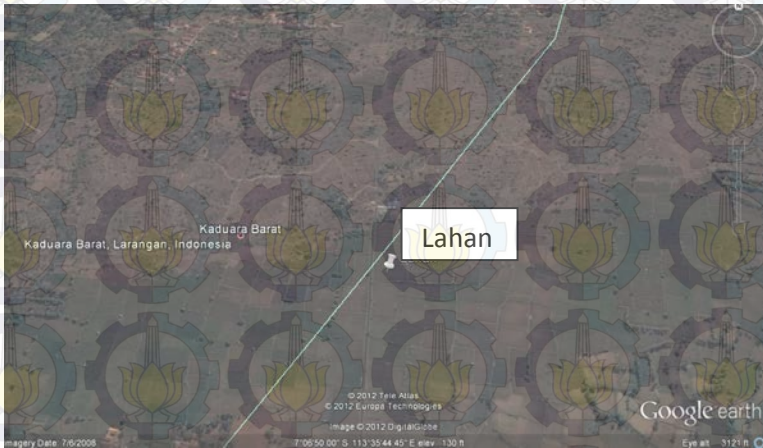 Kaduara Barat
Kaduara Barat, Larangan, Indonesia
Lahan
© 2012 Tele Atlas
© 2012 Europa Technologies
Image © 2012 DigitalGlobe
Google earth
Imagery Date: 7/6/2008
7°06'50.00" S 113°35'44.45" E elev 130 ft
Eye alt 3121 ft